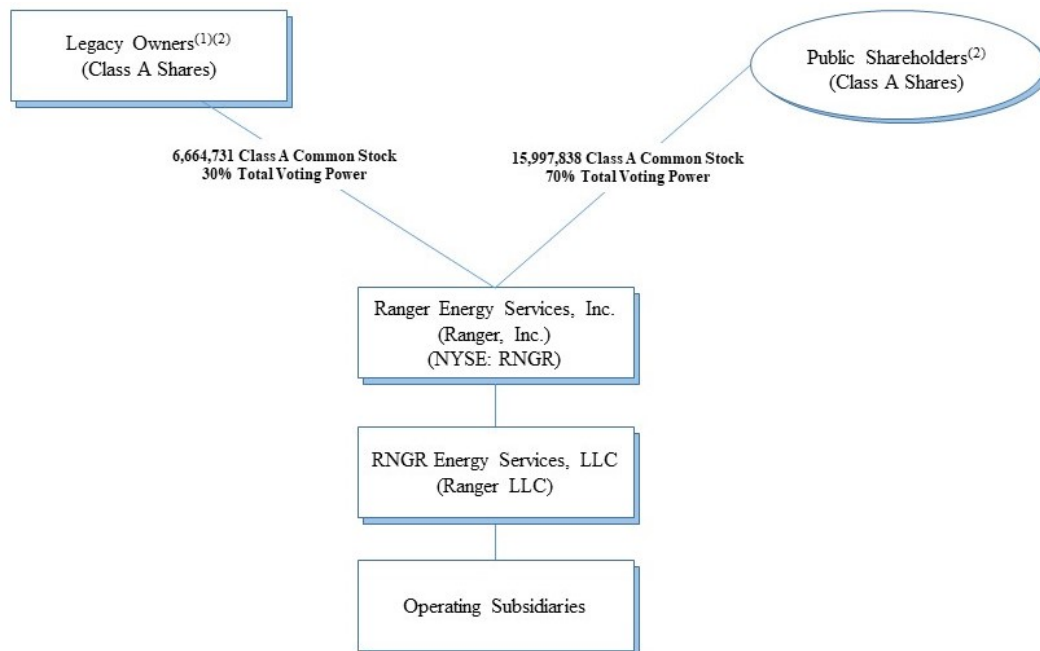 Legacy Owners(1)(2)
(Class A Shares)
Public Shareholders(2)
(Class A Shares)
6,664,731 Class A Common Stock
30% Total Voting Power
15,997,838 Class A Common Stock
70% Total Voting Power
Ranger Energy Services, Inc.
(Ranger, Inc.)
(NYSE: RNGR)
RNGR Energy Services, LLC
(Ranger LLC)
Operating Subsidiaries